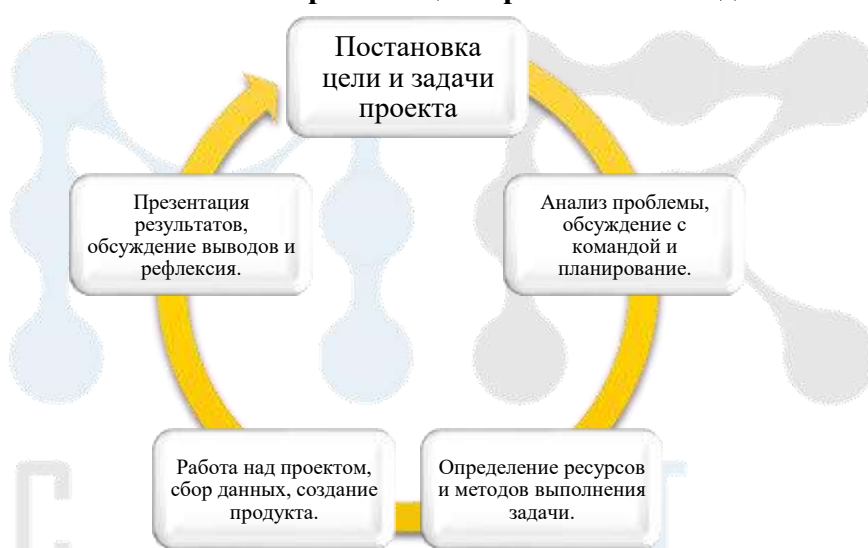 Постановка
цели и задачи
проекта
Анализ проблемы,
обсуждение с
командой и
планирование.
Определение ресурсов
и методов выполнения
задачи.
Работа над проектом,
сбор данных, создание
продукта.
Презентация
результатов,
обсуждение выводов и
рефлексия.